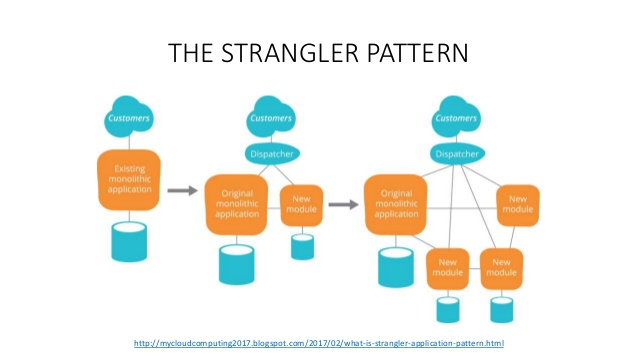 THE STRANGLER PATTERN
Customers
Existing
monolithic
application
Customers
Dispatcher
Original
monolithic
application
New
module
Customers
Dispatcher
Original
monolithic
application
New
module
New
module
New
module
http://mycloudcomputing2017.blogspot.com/2017/02/what-is-strangler-application-pattern.html